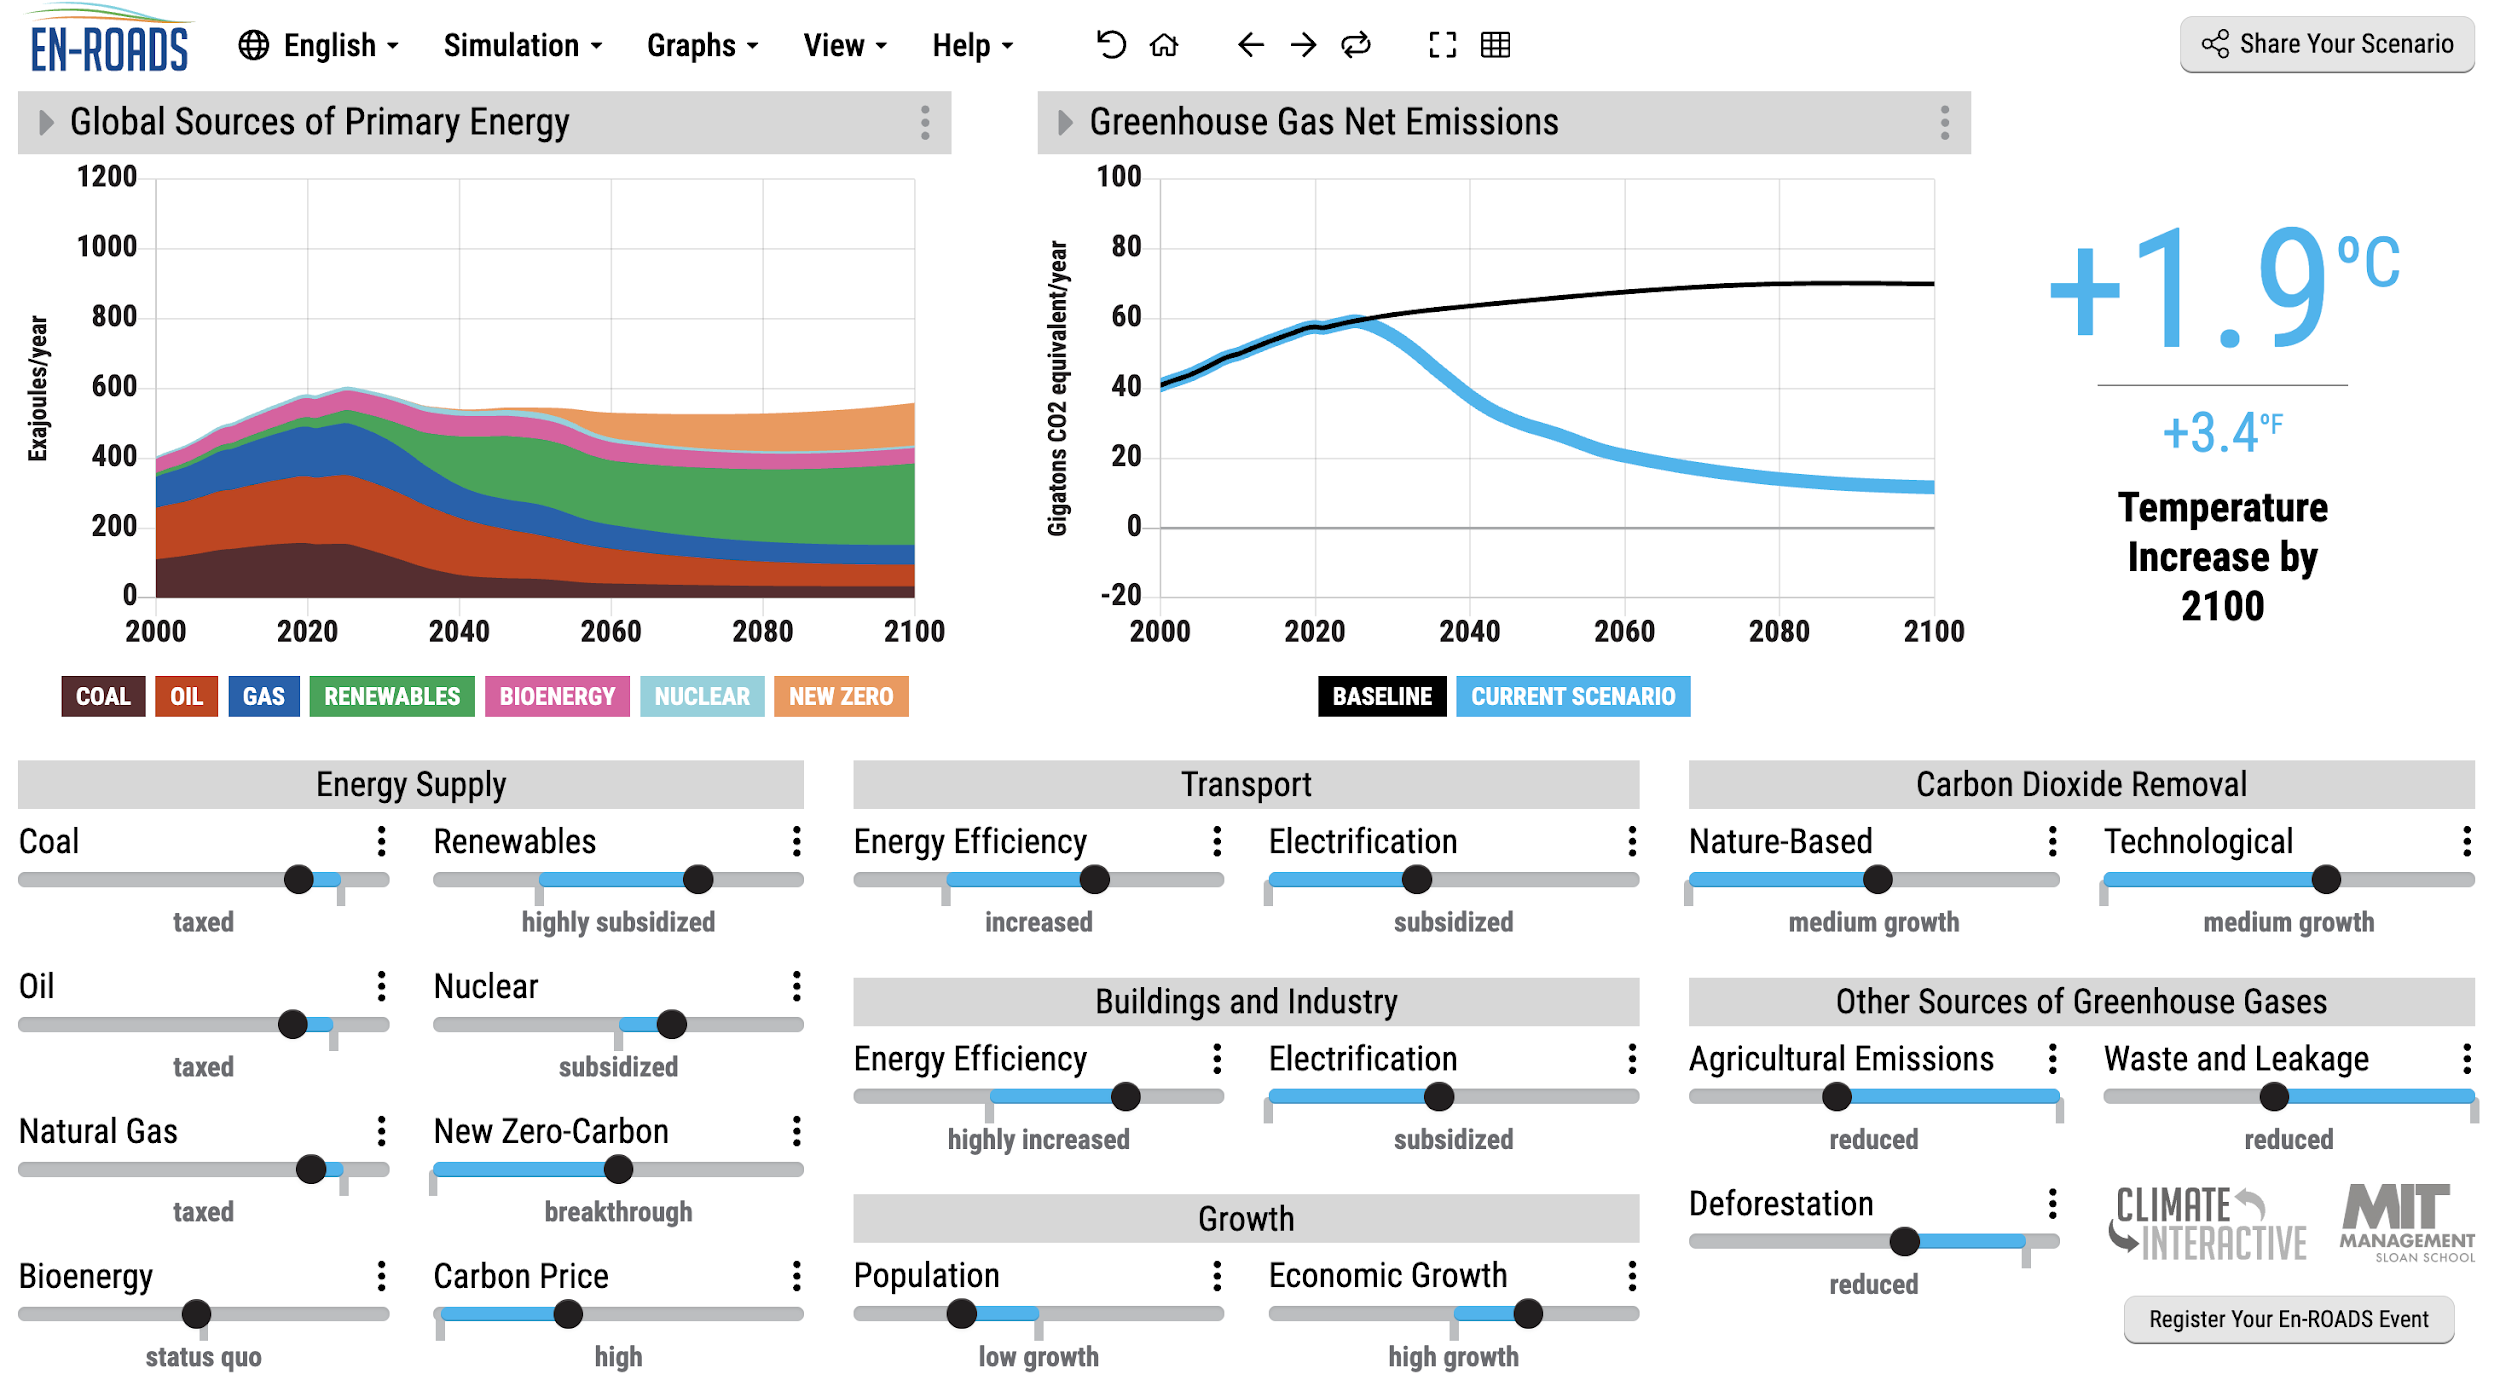 EN-ROADS
English
Simulation
Graphs
View
Help
Share Your Scenario
Global Sources of Primary Energy
Exajoules/year
1200
1000
800
600
400
200
0
2000 2020 2040 2060 2080 2100
COAL OIL GAS RENEWABLES BIOENERGY NUCLEAR NEW ZERO
Greenhouse Gas Net Emissions
Gigatons CO2 equivalent/year
100
80
60
40
20
0
-20
2000 2020 2040 2060 2080 2100
BASELINE CURRENT SCENARIO
+1.9ºC
+3.4ºF
Temperature
Increase by
2100
Energy Supply
Coal
taxed
Renewables
highly subsidized
Oil
taxed
Nuclear
subsidized
Natural Gas
taxed
New Zero-Carbon
breakthrough
Bioenergy
status quo
Carbon Price
high
Transport
Energy Efficiency
increased
Electrification
subsidized
Buildings and Industry
Energy Efficiency
highly increased
Electrification
subsidized
Growth
Population
low growth
Economic Growth
high growth
Carbon Dioxide Removal
Nature-Based
medium growth
Technological
medium growth
Other Sources of Greenhouse Gases
Agricultural Emissions
reduced
Waste and Leakage
reduced
Deforestation
reduced
CLIMATE
INTERACTIVE
MIT
MANAGEMENT
SLOAN SCHOOL
Register Your En-ROADS Event